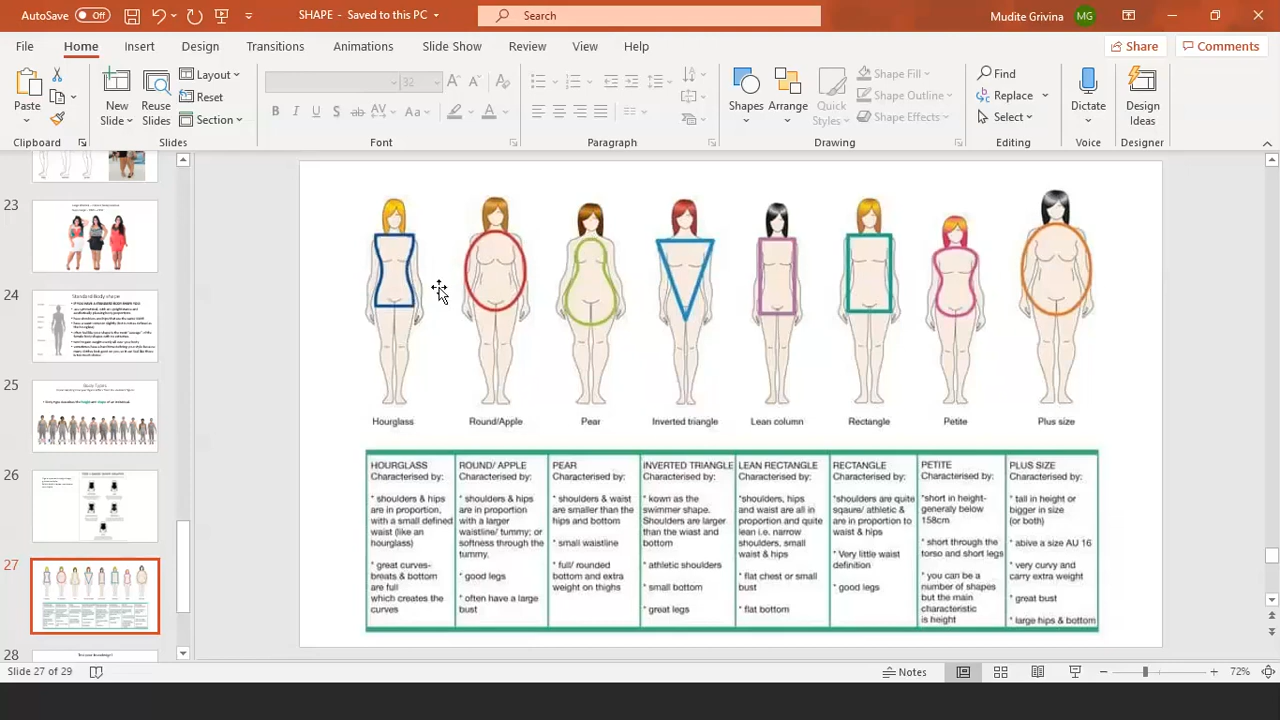 AutoSave Off SHAPE - Saved to this PC Search Mudite Grivina MG
File Home Insert Design Transitions Animations Slide Show Review View Help Share Comments
Paste New Slide Reuse Slides Layout Reset Section 32 Shapes Arrange Quick Styles Shape Fill Shape Outline Shape Effects Find Replace Select Dictate Design Ideas
Clipboard Slides Font Paragraph Drawing Editing Voice Designer
23
24
Standard Body shape
25
Body Types
26
27
28
Hourglass Round/Apple Pear Inverted triangle Lean column Rectangle Petite Plus size
HOURGLASS
Characterised by:
* shoulders & hips
are in proportion,
with a small defined
waist (like an
hourglass)
* great curves-
breats & bottom
are full
which creates the
curves
ROUND/ APPLE
Characterised by:
* shoulders & hips
are in proportion
with a larger
waistline/ tummy; or
softness through the
tummy.
* good legs
* often have a large
bust
PEAR
Characterised by:
* shoulders & waist
are smaller than the
hips and bottom
* small waistline
* full/ rounded
bottom and extra
weight on thighs
INVERTED TRIANGLE
Characterised by:
* kown as the
swimmer shape.
Shoulders are larger
than the wiast and
bottom
* athletic shoulders
* small bottom
* great legs
LEAN RECTANGLE
Characterised by:
*shoulders, hips
and waist are all in
proportion and quite
lean i.e. narrow
shoulders, small
waist & hips
* flat chest or small
bust
* flat bottom
RECTANGLE
Characterised by:
*shoulders are quite
sqaure/ athletic &
are in proportion to
waist & hips
* Very little waist
definition
* good legs
PETITE
Characterised by:
*short in height-
generaly below
158cm
* short through the
torso and short legs
* you can be a
number of shapes
but the main
characteristic
is height
PLUS SIZE
Characterised by:
* tall in height or
bigger in size
(or both)
* abive a size AU 16
* very curvy and
carry extra weight
* great bust
* large hips & bottom
Slide 27 of 29 Notes 72%